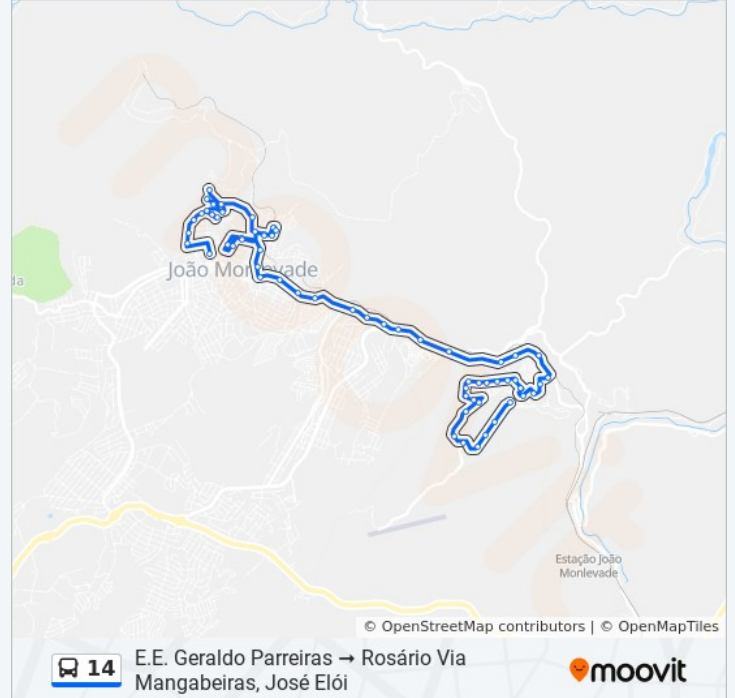 João Monlevade
da
Estação João
Monlevade
© OpenStreetMap contributors | © OpenMapTiles
14
E.E. Geraldo Parreiras → Rosário Via
Mangabeiras, José Elói
moovit